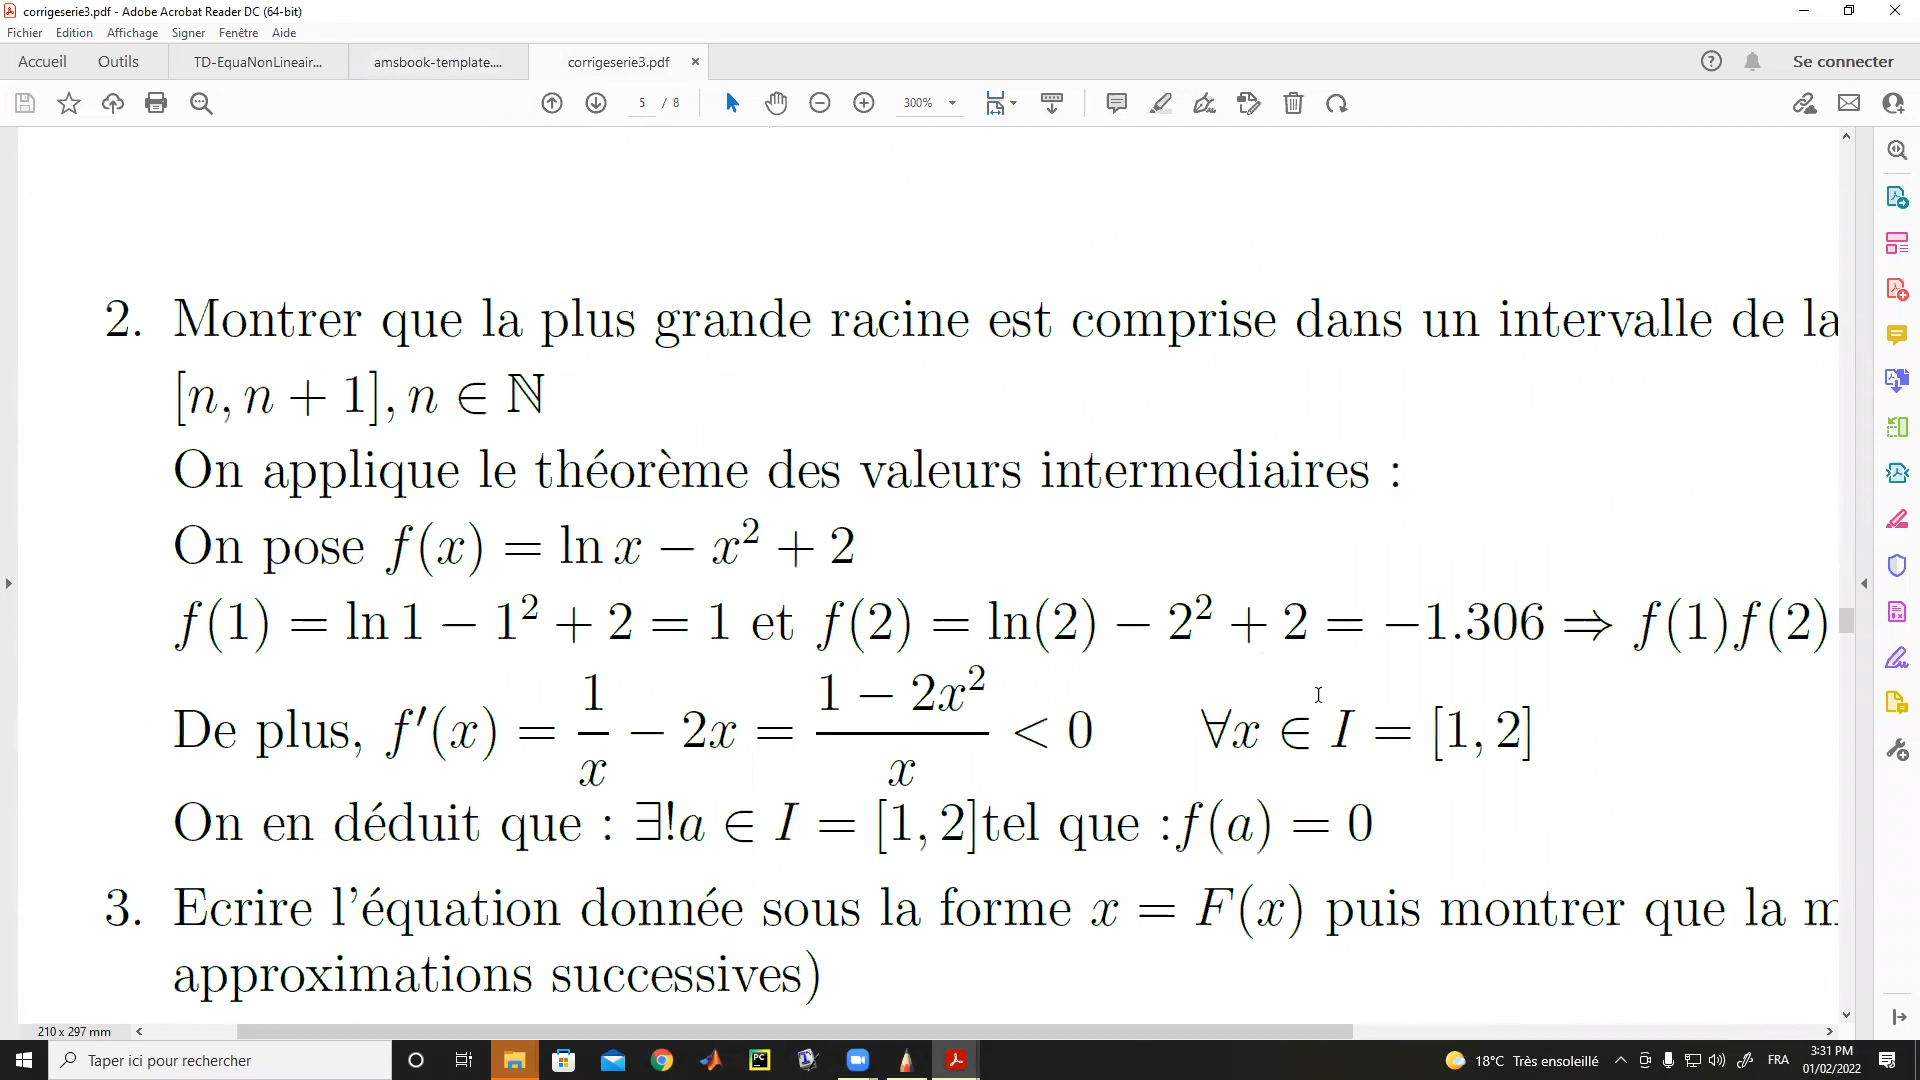 corrigeserie3.pdf - Adobe Acrobat Reader DC (64-bit)
Fichier Edition Affichage Signer Fenêtre Aide
Accueil Outils TD-EquaNonLineair... amsbook-template.... corrigeserie3.pdf × Se connecter
5 / 8 300%
2. Montrer que la plus grande racine est comprise dans un intervalle de la
[n, n + 1], n ∈ ℕ
On applique le théorème des valeurs intermediaires :
On pose f(x) = ln x − x² + 2
f(1) = ln 1 − 1² + 2 = 1 et f(2) = ln(2) − 2² + 2 = −1.306 ⇒ f(1)f(2)
De plus, f′(x) = 1/x − 2x = (1 − 2x²)/x < 0 ∀x ∈ I = [1, 2]
On en déduit que : ∃!a ∈ I = [1, 2]tel que :f(a) = 0
3. Ecrire l'équation donnée sous la forme x = F(x) puis montrer que la m
approximations successives)
210 x 297 mm
Taper ici pour rechercher PC 18°C Très ensoleillé FRA 3:31 PM
01/02/2022